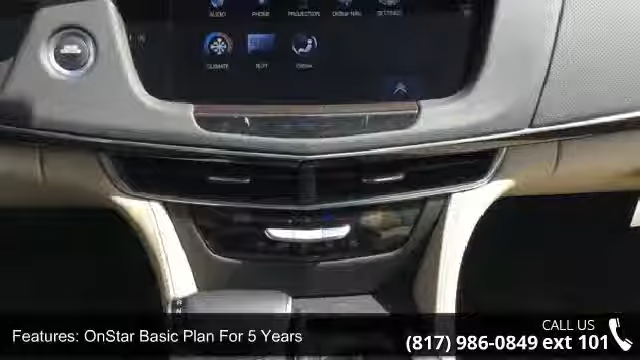 AUDIO PHONE PROJECTION OnStar NAV SETTINGS
CLIMATE
Features: OnStar Basic Plan For 5 Years
CALL US
(817) 986-0849 ext 101